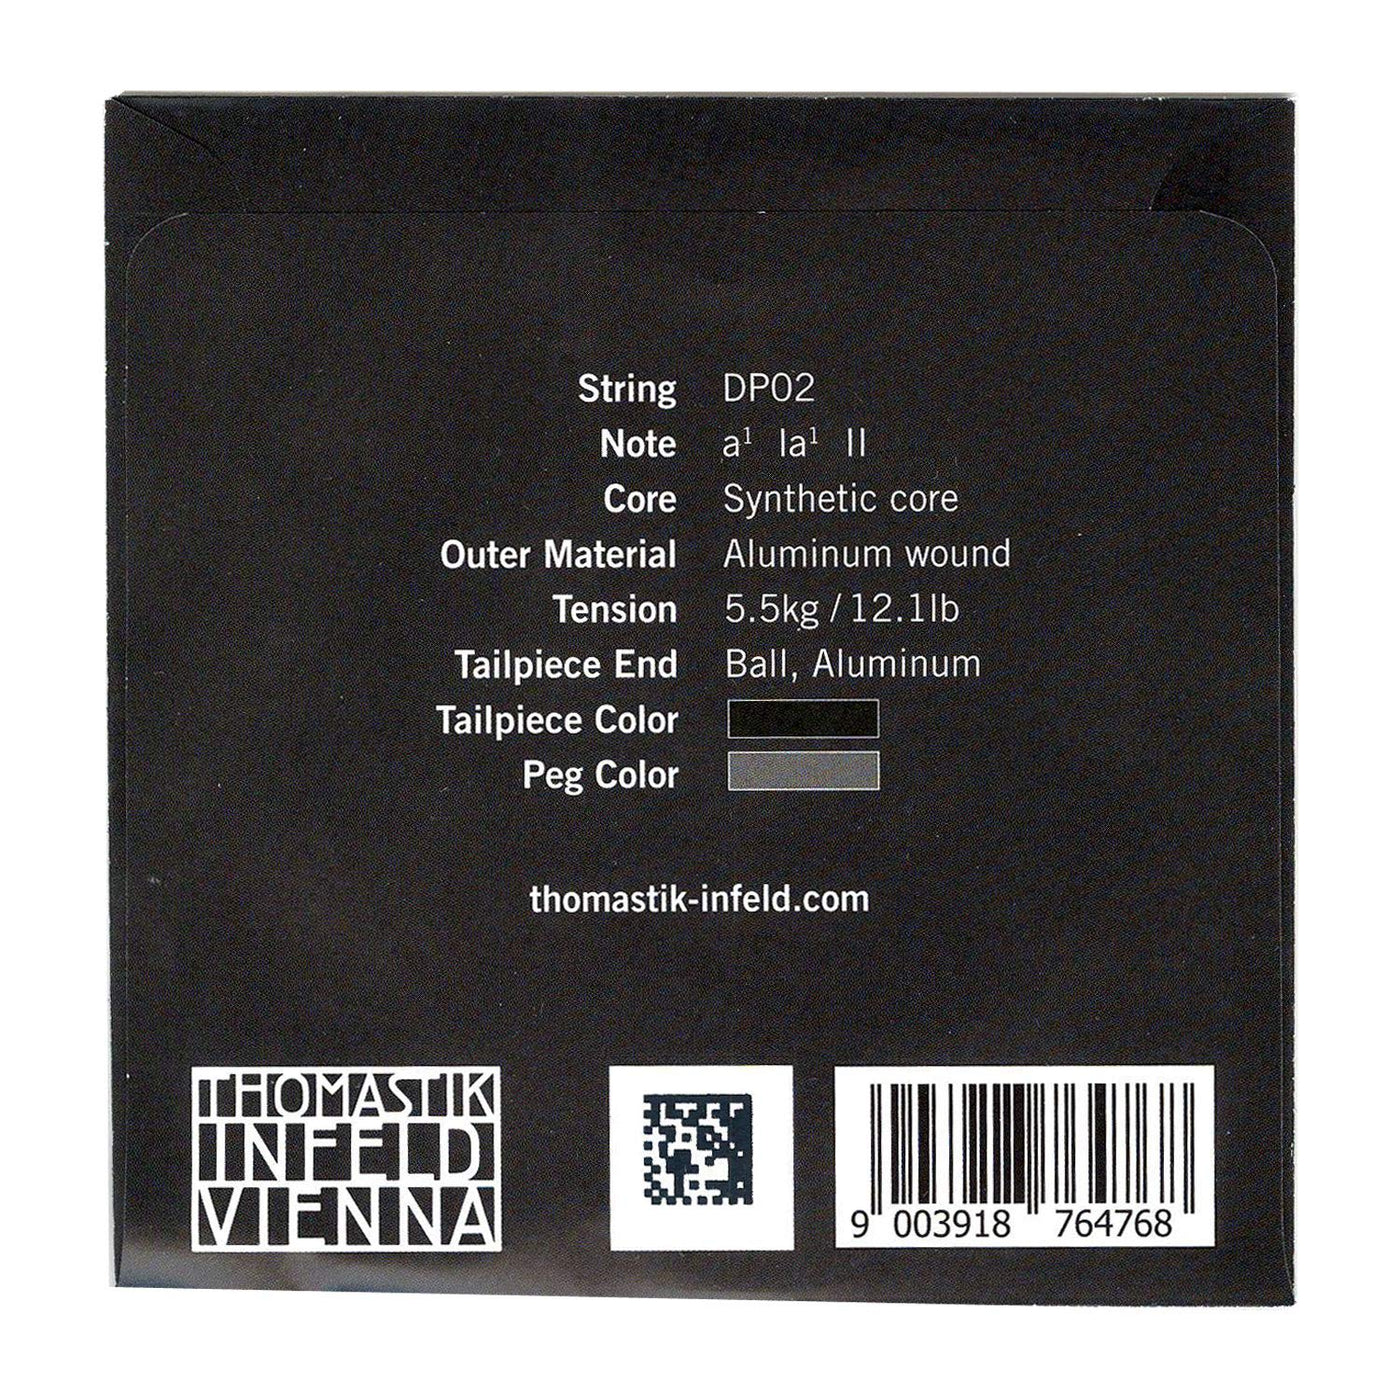 String DP02
Note a¹ la¹ II
Core Synthetic core
Outer Material Aluminum wound
Tension 5.5kg / 12.1lb
Tailpiece End Ball, Aluminum
Tailpiece Color
Peg Color
thomastik-infeld.com
THOMASTIK
INFELD
VIENNA
9 003918 764768